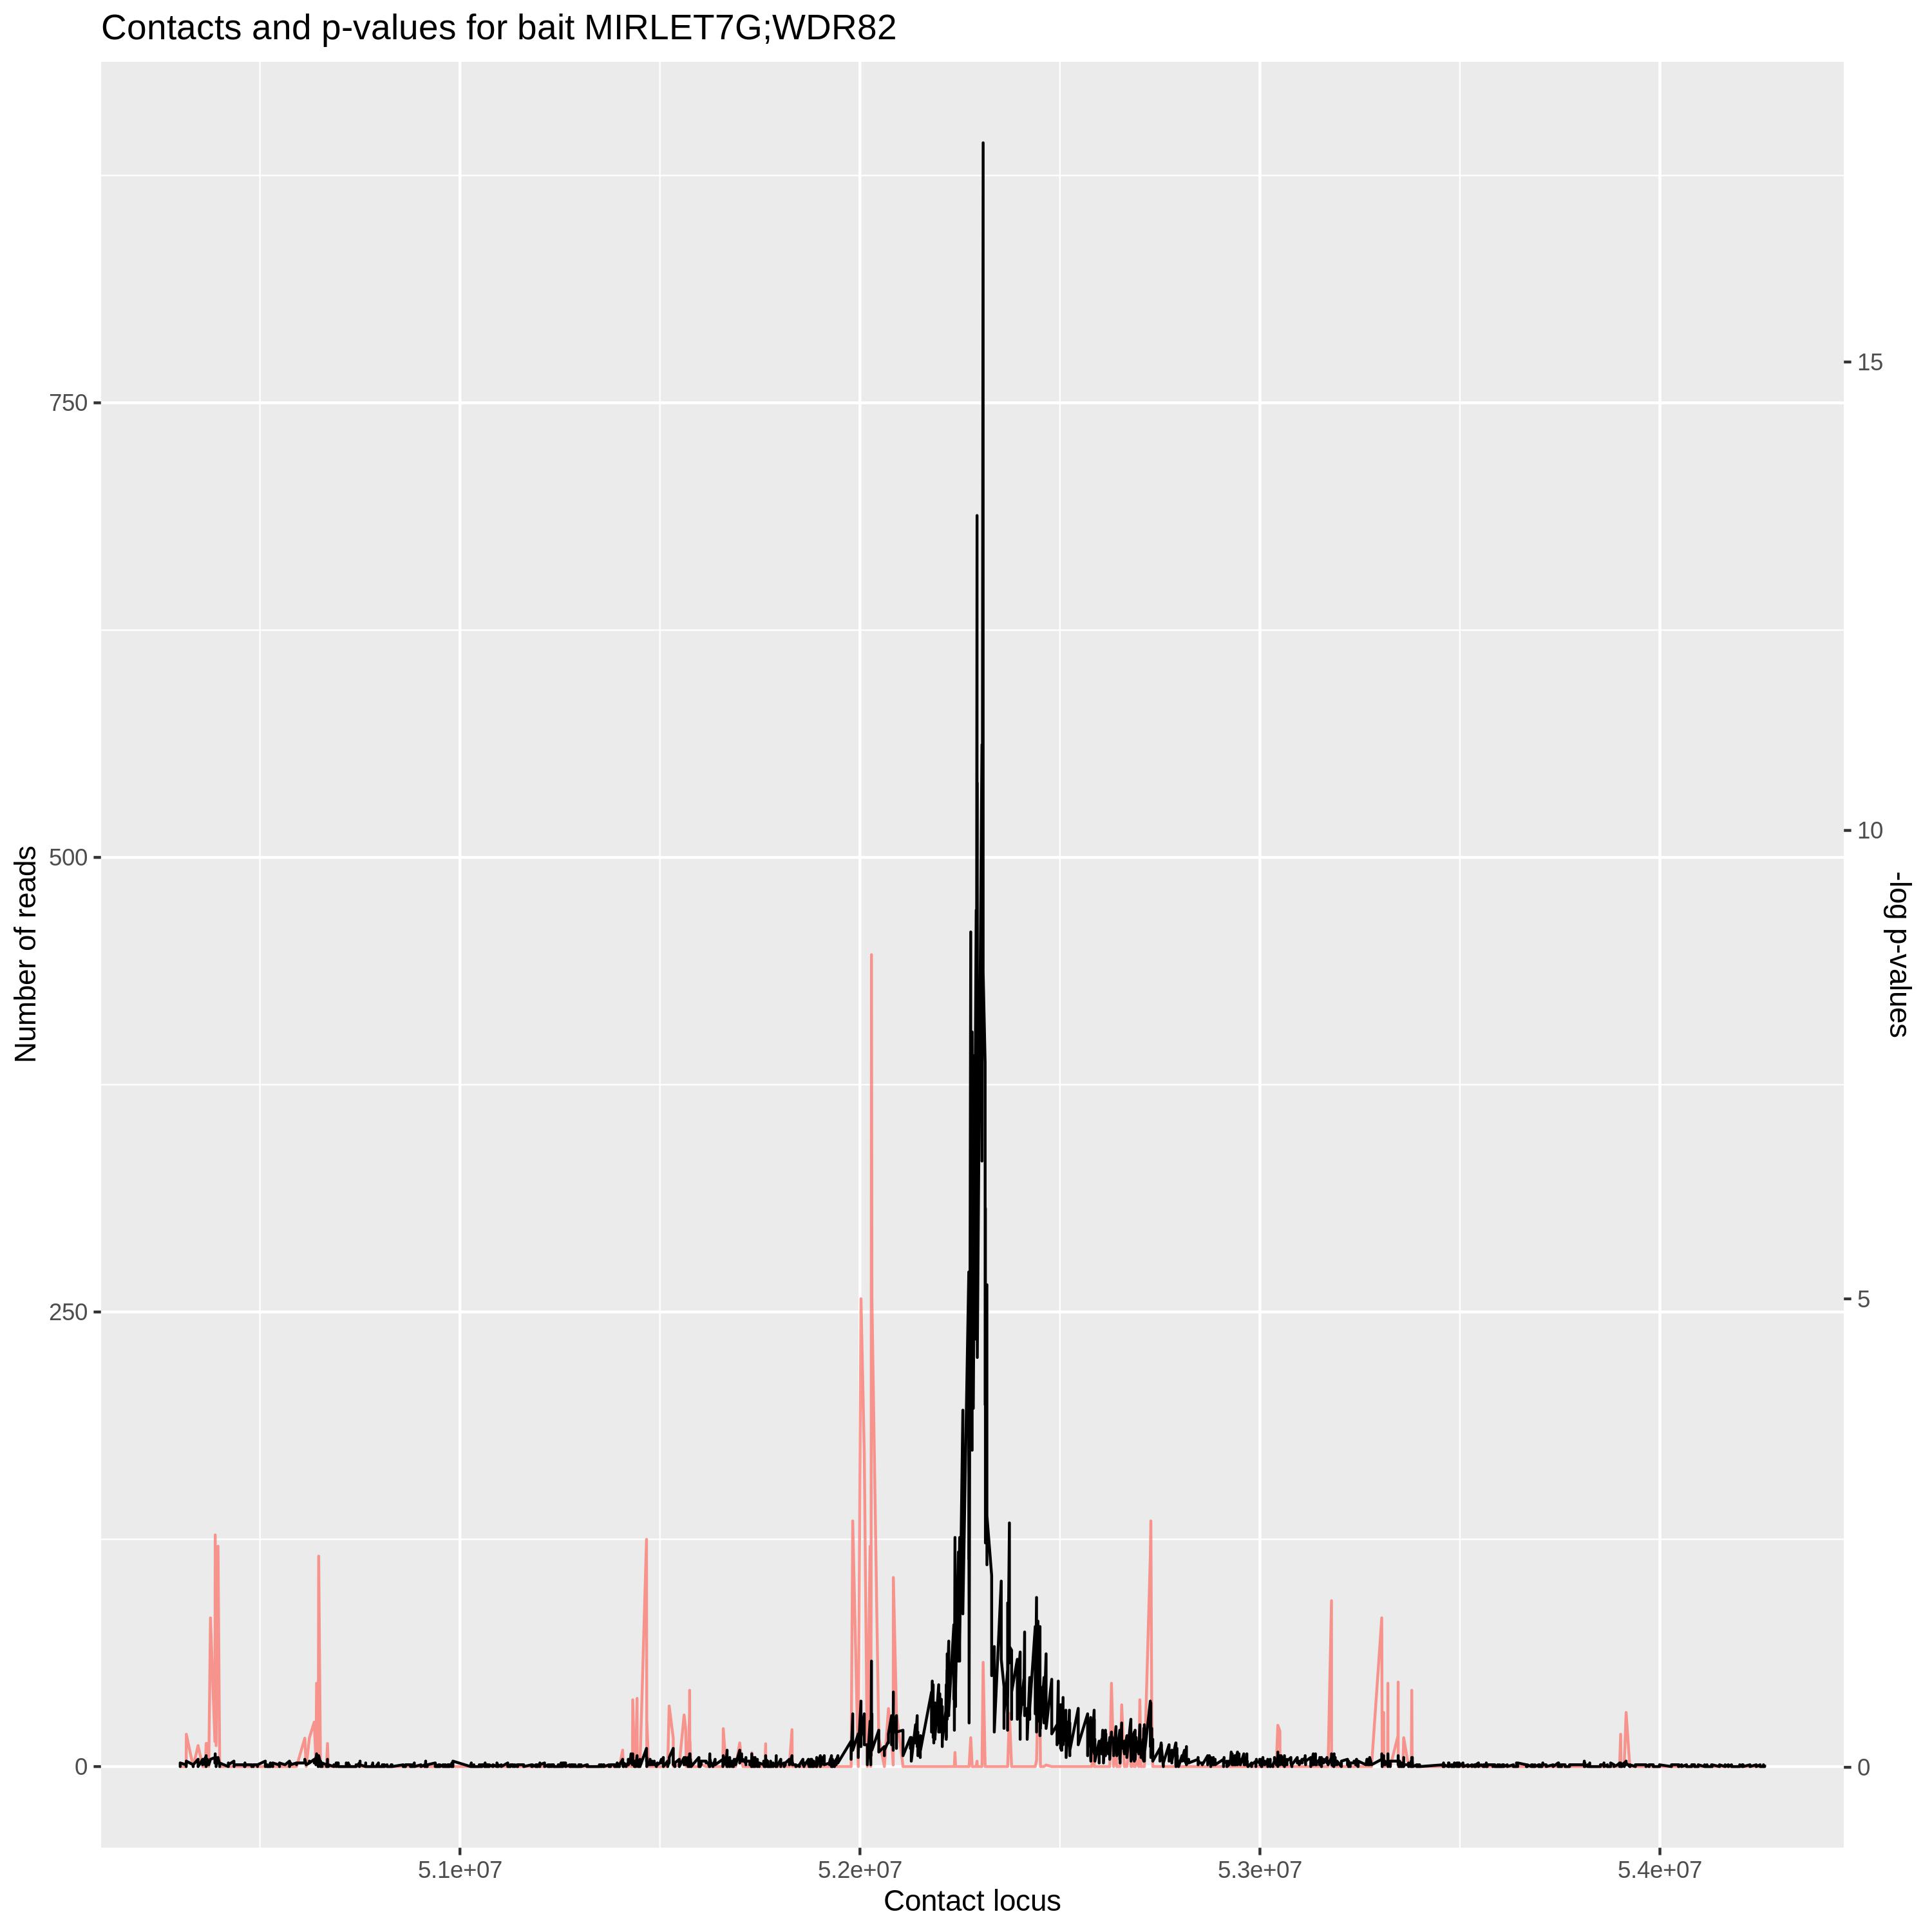 Contacts and p-values for bait MIRLET7G;WDR82
750
500
250
0
Number of reads
15
10
5
0
-log p-values
5.1e+07
5.2e+07
5.3e+07
5.4e+07
Contact locus